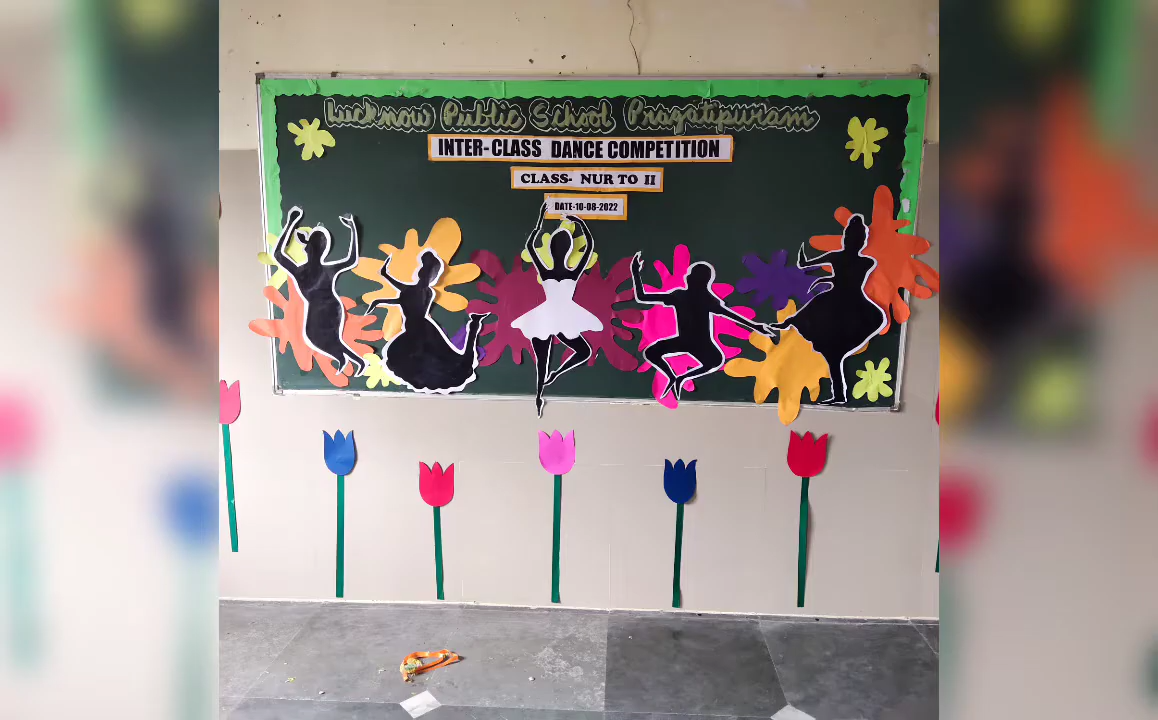 Lucknow Public School Pragatipuram
INTER-CLASS DANCE COMPETITION
CLASS- NUR TO II
DATE-10-08-2022